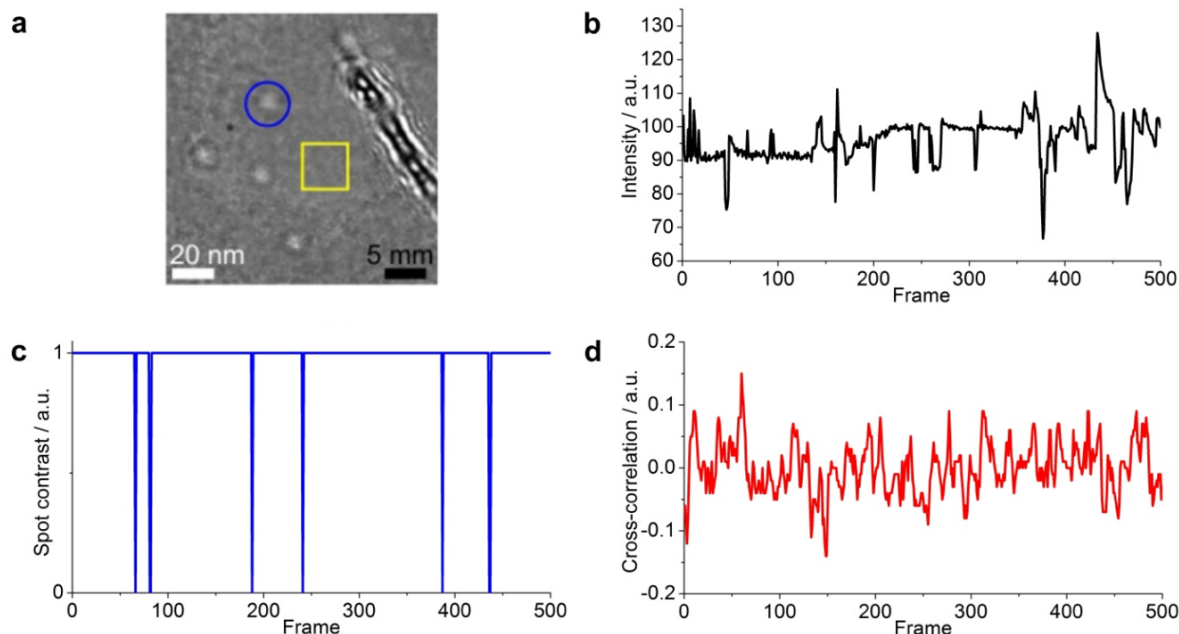 a
20 nm
5 mm
b
Intensity / a.u.
130
120
110
100
90
80
70
60
0
100
200
300
400
500
Frame
c
Spot contrast / a.u.
1
0
0
100
200
300
400
500
Frame
d
Cross-correlation / a.u.
0.2
0.1
0.0
-0.1
-0.2
0
100
200
300
400
500
Frame